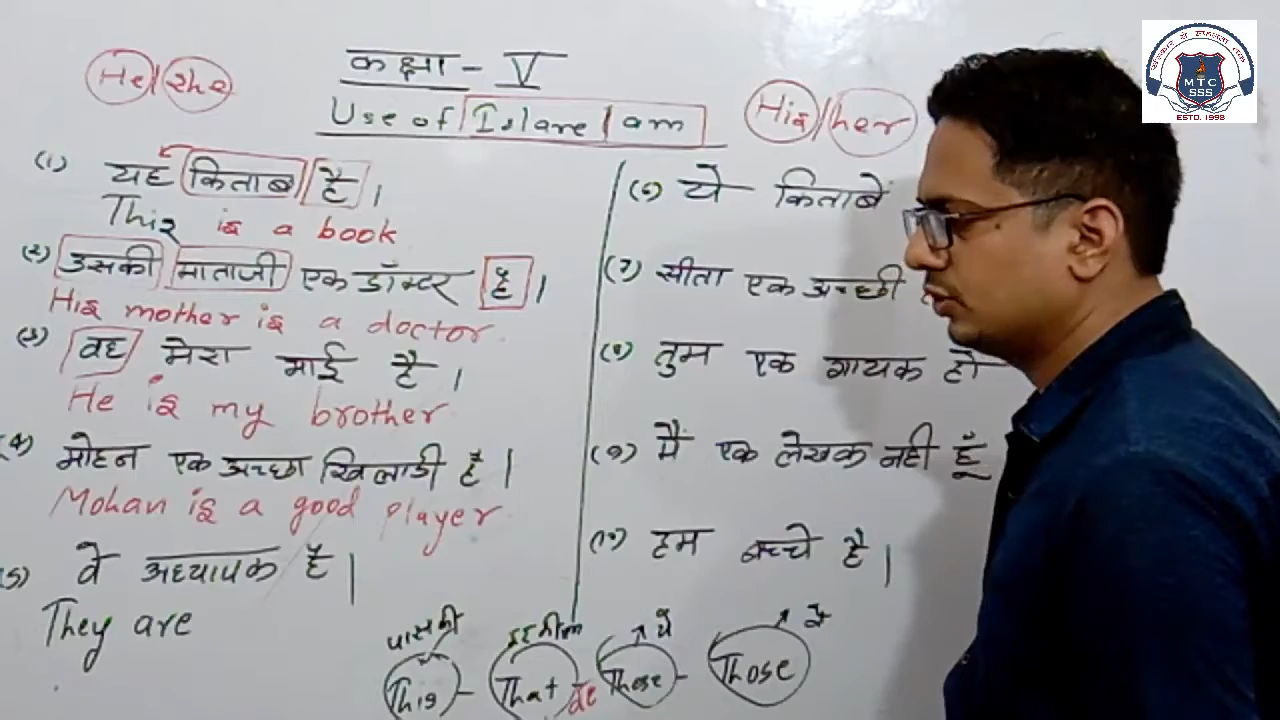 He/She
कक्षा - V
Use of Is/are/am
His/her
(1) यह किताब है।
This is a book
(2) उसकी माताजी एक डॉक्टर है।
His mother is a doctor.
(3) वह मेरा भाई है।
He is my brother
(4) मोहन एक अच्छा खिलाडी है।
Mohan is a good player
(5) वे अध्यापक है।
They are
(6) ये किताबें
(7) सीता एक अच्छी
(8) तुम एक गायक हो
(9) मैं एक लेखक नही हूँ
(10) हम बच्चे है।
पास की
ये
वे
This - That - These - Those
MTC
SSS
ESTD. 1998